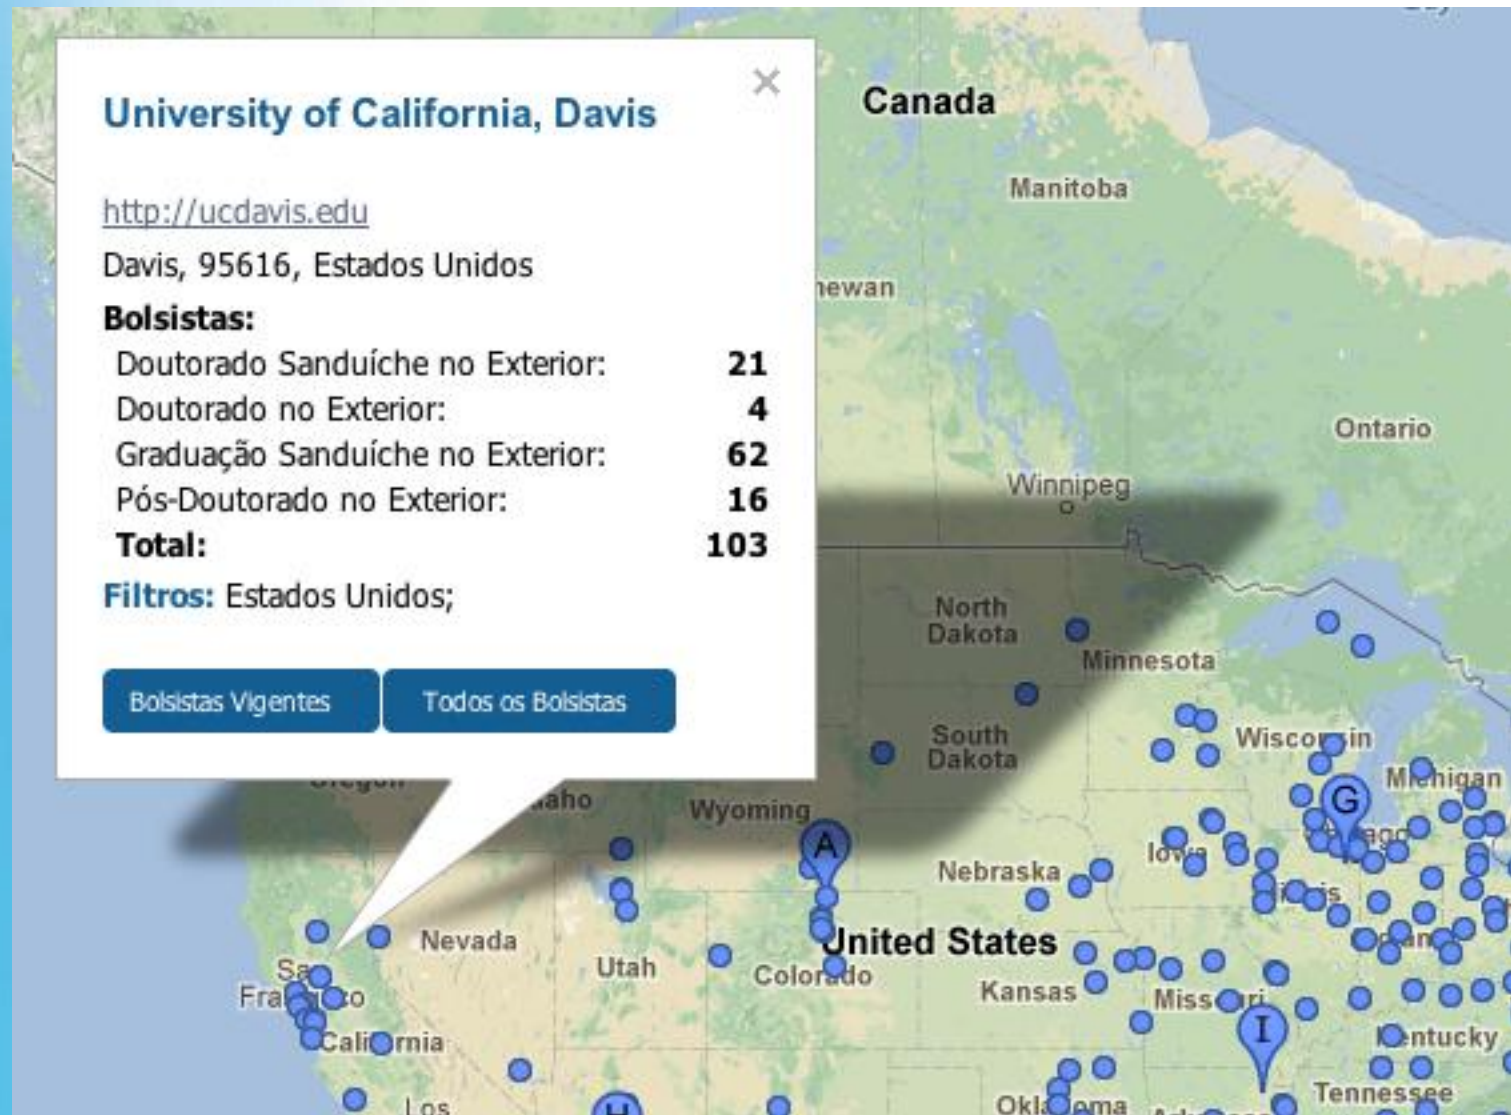 University of California, Davis
×
http://ucdavis.edu
Davis, 95616, Estados Unidos
Bolsistas:
Doutorado Sanduíche no Exterior: 21
Doutorado no Exterior: 4
Graduação Sanduíche no Exterior: 62
Pós-Doutorado no Exterior: 16
Total: 103
Filtros: Estados Unidos;
Bolsistas Vigentes
Todos os Bolsistas
Canada
Manitoba
Ontario
Winnipeg
North
Dakota
Minnesota
South
Dakota
Wisconsin
Michigan
G
Wyoming
A
Iowa
Nebraska
Nevada
United States
Utah
Colorado
Kansas
Missouri
I
California
Kentucky
Tennessee
Los
H
Oklahoma